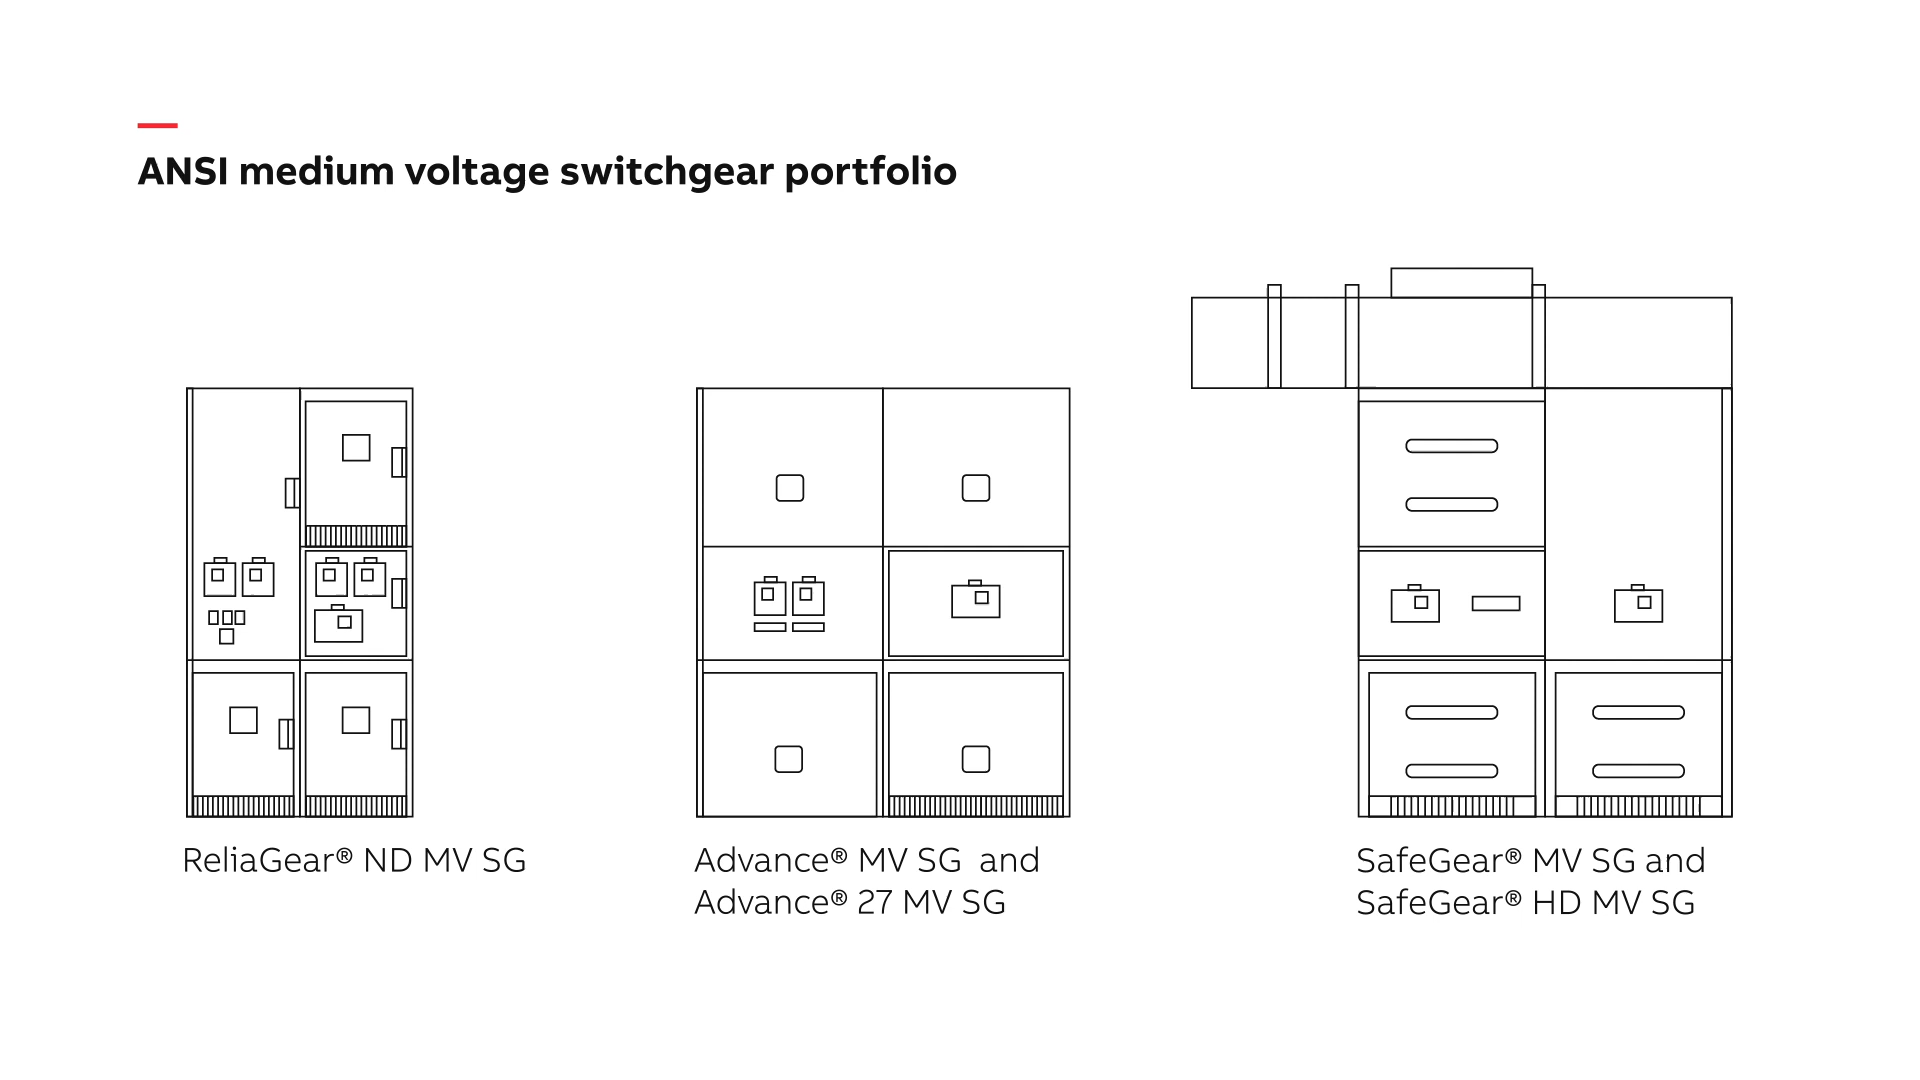 ANSI medium voltage switchgear portfolio
ReliaGear® ND MV SG
Advance® MV SG and
Advance® 27 MV SG
SafeGear® MV SG and
SafeGear® HD MV SG